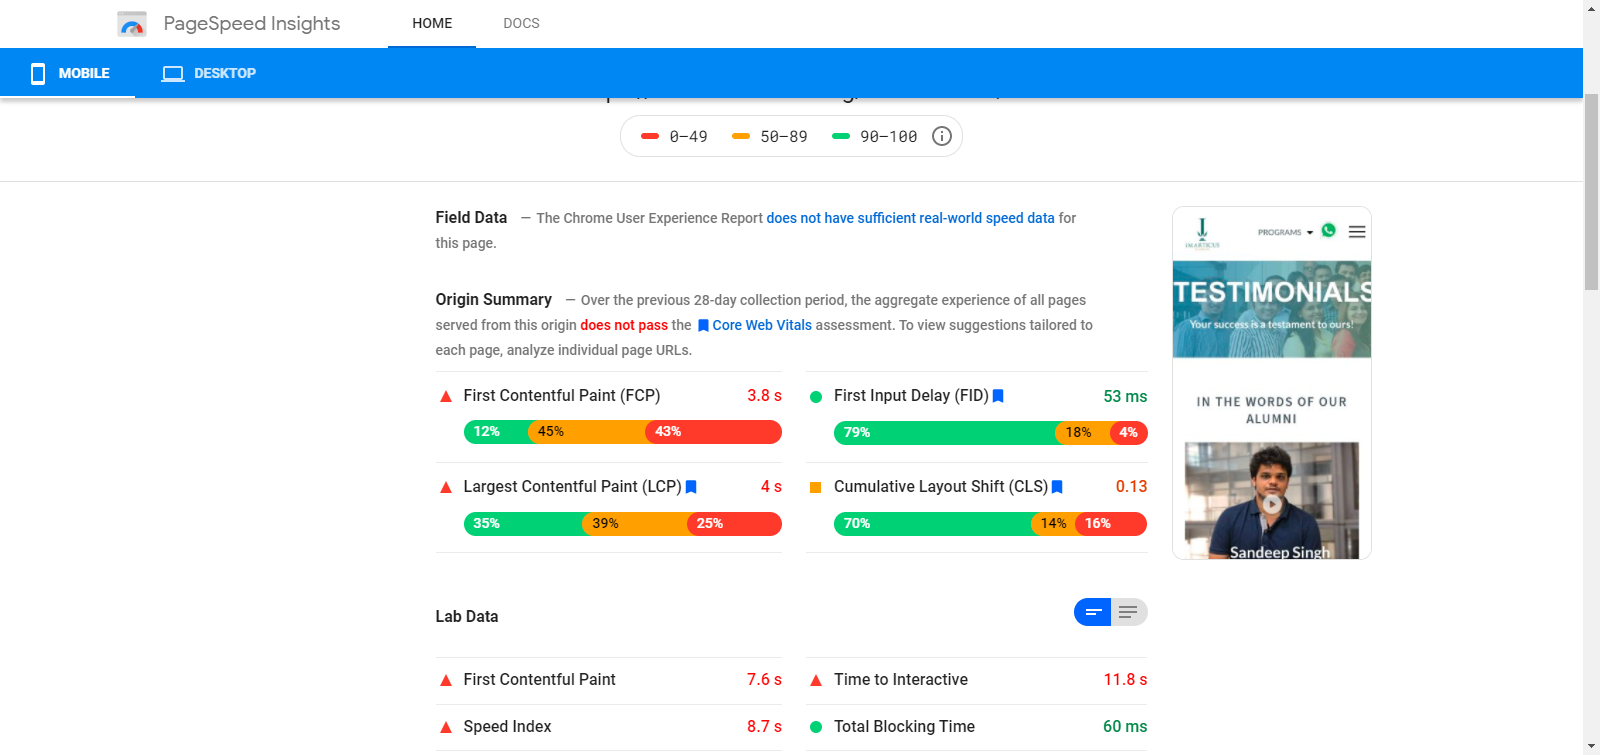 PageSpeed Insights
HOME
DOCS
MOBILE
DESKTOP
0–49
50–89
90–100
Field Data — The Chrome User Experience Report does not have sufficient real-world speed data for
this page.
Origin Summary — Over the previous 28-day collection period, the aggregate experience of all pages
served from this origin does not pass the Core Web Vitals assessment. To view suggestions tailored to
each page, analyze individual page URLs.
First Contentful Paint (FCP) 3.8 s
12% 45% 43%
First Input Delay (FID) 53 ms
79% 18% 4%
Largest Contentful Paint (LCP) 4 s
35% 39% 25%
Cumulative Layout Shift (CLS) 0.13
70% 14% 16%
Lab Data
First Contentful Paint 7.6 s
Time to Interactive 11.8 s
Speed Index 8.7 s
Total Blocking Time 60 ms
IMARTICUS
PROGRAMS
TESTIMONIALS
Your success is a testament to ours!
IN THE WORDS OF OUR
ALUMNI
Sandeep Singh